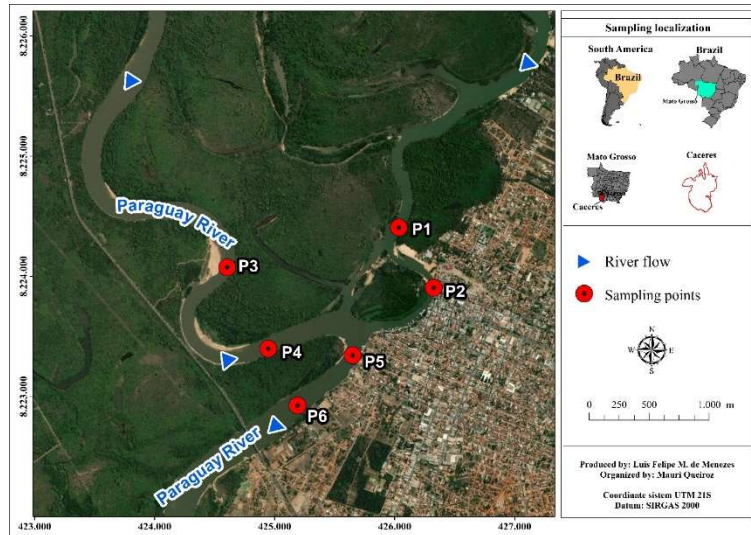 8.226.000
8.225.000
8.224.000
8.223.000
423.000
424.000
425.000
426.000
427.000
Paraguay River
P1
P2
P3
P4
P5
P6
Paraguay River
Sampling localization
South America
Brazil
Brazil
Mato Grosso
Mato Grosso
Caceres
Caceres
River flow
Sampling points
N
W
E
S
0
250
500
1.000
m
Produced by: Luis Felipe M. de Menezes
Organized by: Mauri Queiroz
Coordinate sistem UTM 21S
Datum: SIRGAS 2000